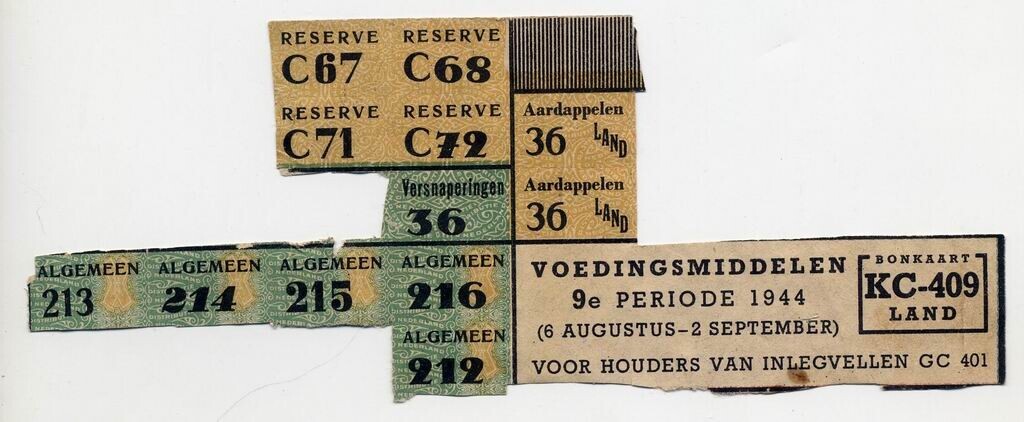 RESERVE RESERVE
C67 C68
RESERVE RESERVE
C71 C72
Aardappelen
36 LAND
Aardappelen
36 LAND
Versnaperingen
36
ALGEMEEN ALGEMEEN ALGEMEEN ALGEMEEN
213 214 215 216
ALGEMEEN
212
VOEDINGSMIDDELEN
9e PERIODE 1944
(6 AUGUSTUS–2 SEPTEMBER)
VOOR HOUDERS VAN INLEGVELLEN GC 401
BONKAART
KC-409
LAND